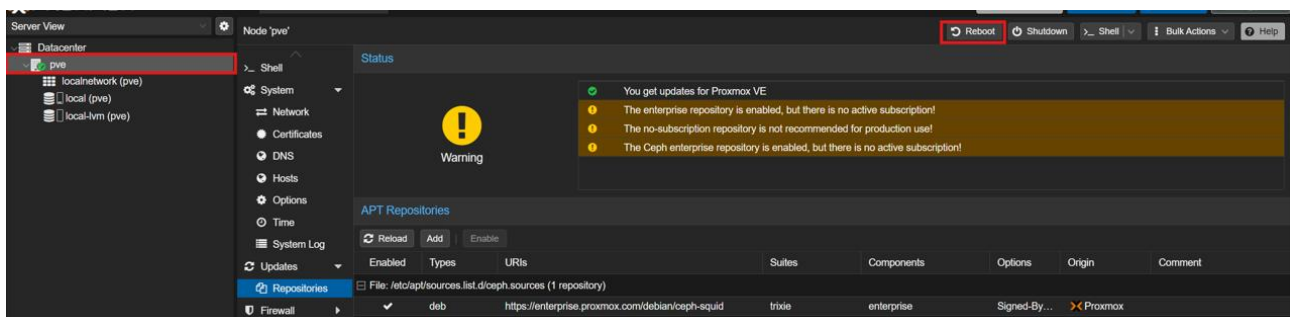 Server View
Node 'pve'
Reboot
Shutdown
>_ Shell
Bulk Actions
Help
Datacenter
pve
localnetwork (pve)
local (pve)
local-lvm (pve)
>_ Shell
System
Network
Certificates
DNS
Hosts
Options
Time
System Log
Updates
Repositories
Firewall
Status
Warning
You get updates for Proxmox VE
The enterprise repository is enabled, but there is no active subscription!
The no-subscription repository is not recommended for production use!
The Ceph enterprise repository is enabled, but there is no active subscription!
APT Repositories
Reload Add Enable
Enabled Types URIs Suites Components Options Origin Comment
File: /etc/apt/sources.list.d/ceph.sources (1 repository)
deb https://enterprise.proxmox.com/debian/ceph-squid trixie enterprise Signed-By... Proxmox